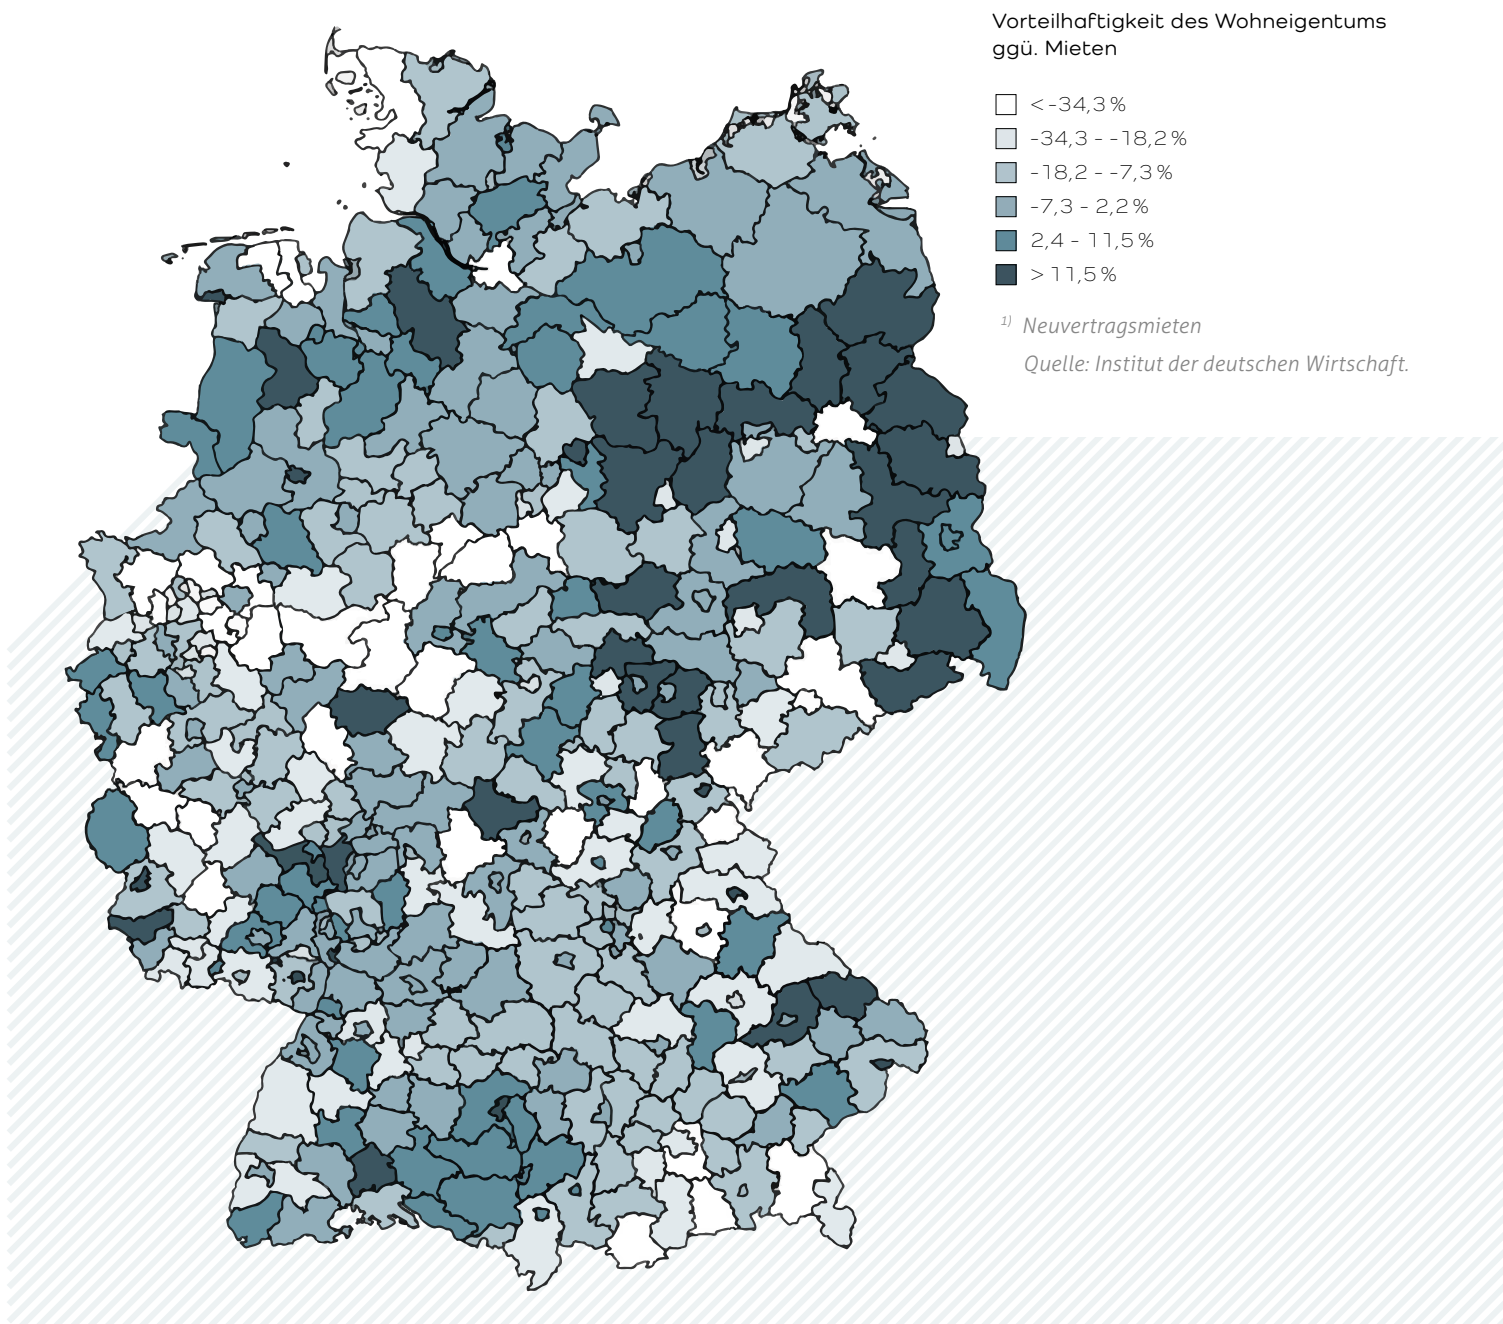 Vorteilhaftigkeit des Wohneigentums
ggü. Mieten
< -34,3 %
-34,3 - -18,2 %
-18,2 - -7,3 %
-7,3 - 2,2 %
2,4 - 11,5 %
> 11,5 %
1) Neuvertragsmieten
Quelle: Institut der deutschen Wirtschaft.